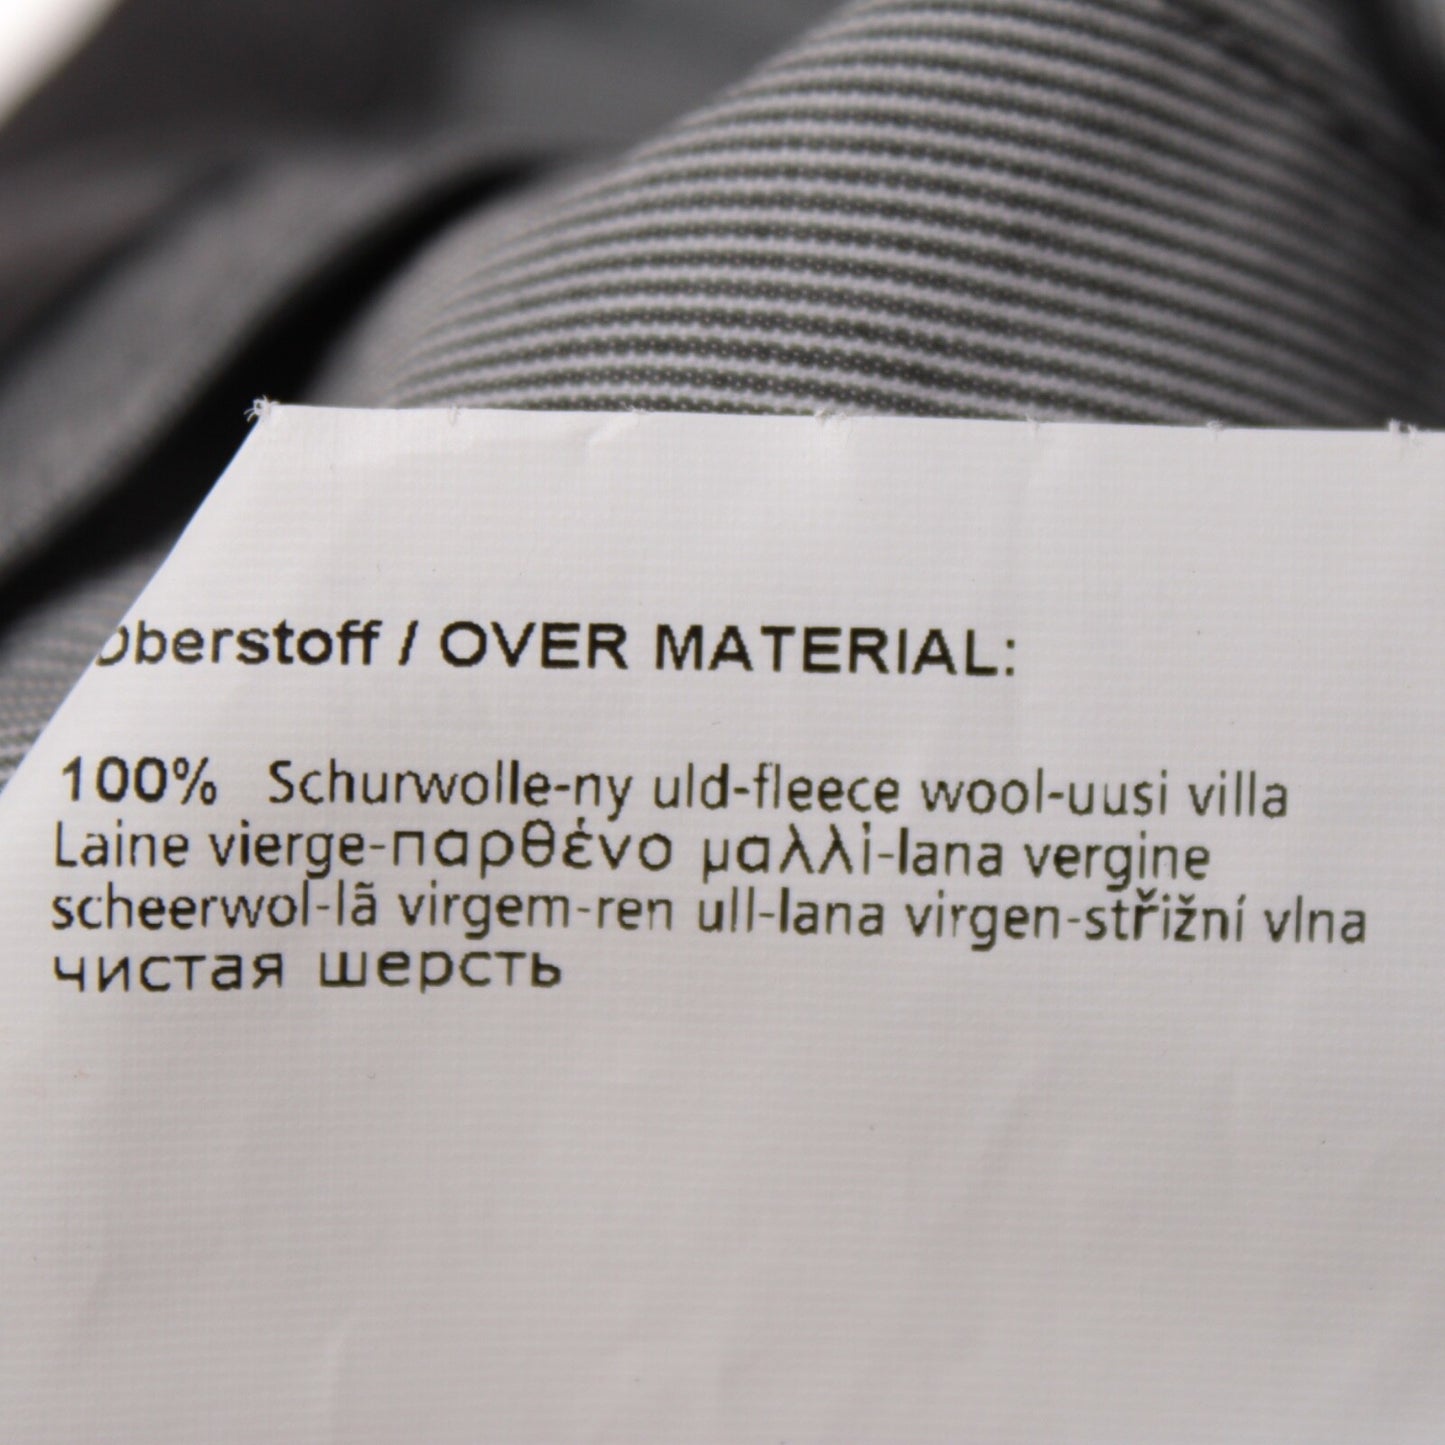 Oberstoff / OVER MATERIAL:
100% Schurwolle-ny uld-fleece wool-uusi villa
Laine vierge-παρθένο μαλλί-lana vergine
scheerwol-lã virgem-ren ull-lana virgen-střižní vlna
чистая шерсть